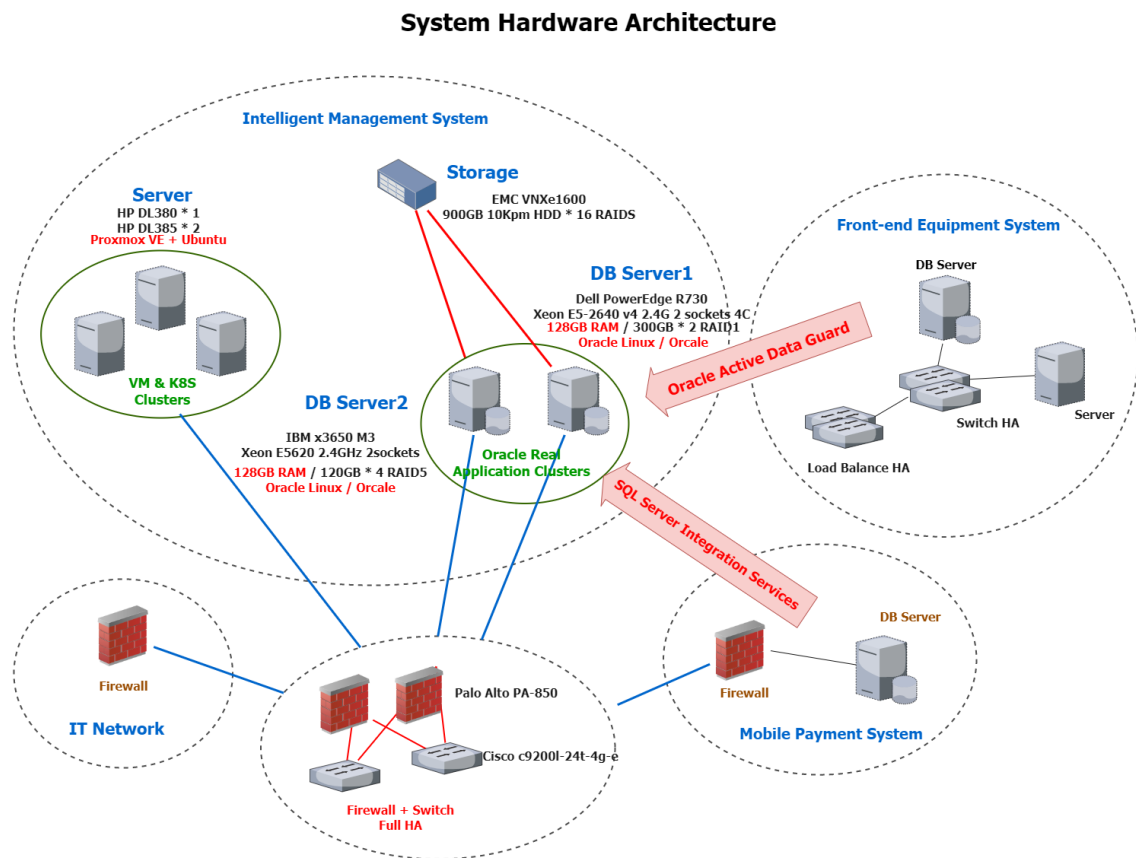 System Hardware Architecture
Intelligent Management System
Server
HP DL380 * 1
HP DL385 * 2
Proxmox VE + Ubuntu
VM & K8S
Clusters
Storage
EMC VNXe1600
900GB 10Kpm HDD * 16 RAID5
DB Server1
Dell PowerEdge R730
Xeon E5-2640 v4 2.4G 2 sockets 4C
128GB RAM / 300GB * 2 RAID1
Oracle Linux / Orcale
DB Server2
IBM x3650 M3
Xeon E5620 2.4GHz 2sockets
128GB RAM / 120GB * 4 RAID5
Oracle Linux / Orcale
Oracle Real
Application Clusters
Front-end Equipment System
DB Server
Switch HA
Server
Load Balance HA
Oracle Active Data Guard
SQL Server Integration Services
Firewall
IT Network
Palo Alto PA-850
Cisco c9200l-24t-4g-e
Firewall + Switch
Full HA
DB Server
Firewall
Mobile Payment System